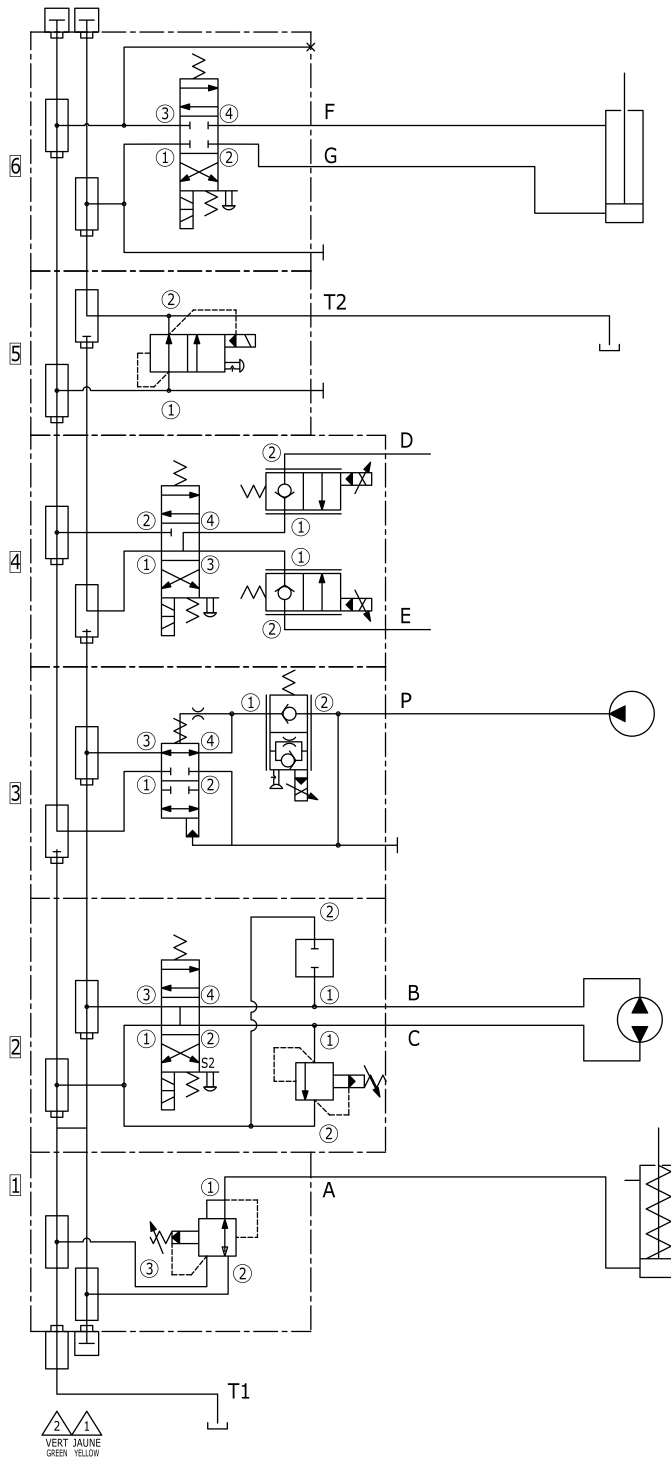 ③ ④ F
① ② G
6
② T2
5
①
② D
② ④ ①
4
① ③ ①
② E
① ② P
③ ④
① ②
3
②
③ ④ ① B
① ② ① C
2
S2
②
1
① A
③ ②
T1
2 1
VERT JAUNE
GREEN YELLOW